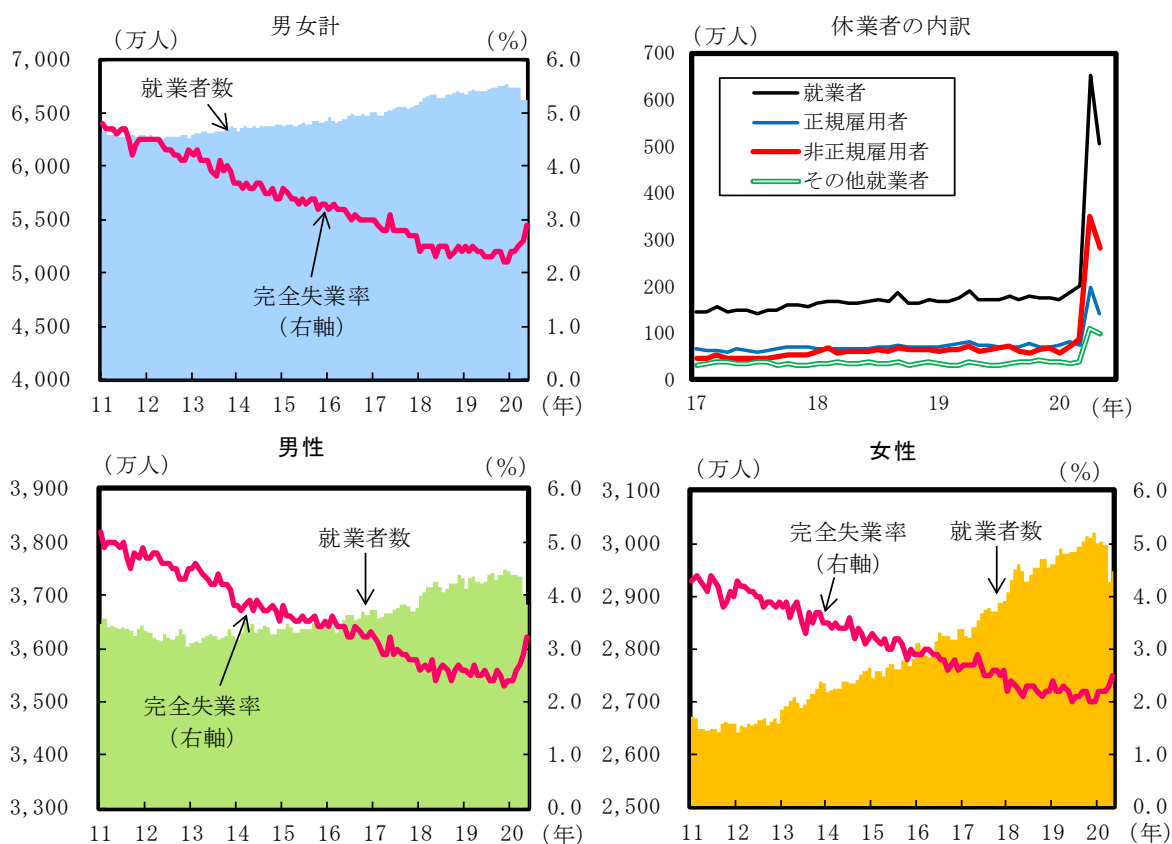 男女計
(万人)
(%)
7,000
6,500
6,000
5,500
5,000
4,500
4,000
6.0
5.0
4.0
3.0
2.0
1.0
0.0
就業者数
完全失業率
(右軸)
11 12 13 14 15 16 17 18 19 20 (年)
休業者の内訳
(万人)
700
600
500
400
300
200
100
0
就業者
正規雇用者
非正規雇用者
その他就業者
17 18 19 20 (年)
男性
(万人)
(%)
3,900
3,800
3,700
3,600
3,500
3,400
3,300
6.0
5.0
4.0
3.0
2.0
1.0
0.0
就業者数
完全失業率
(右軸)
11 12 13 14 15 16 17 18 19 20 (年)
女性
(万人)
(%)
3,100
3,000
2,900
2,800
2,700
2,600
2,500
6.0
5.0
4.0
3.0
2.0
1.0
0.0
完全失業率
(右軸)
就業者数
11 12 13 14 15 16 17 18 19 20 (年)